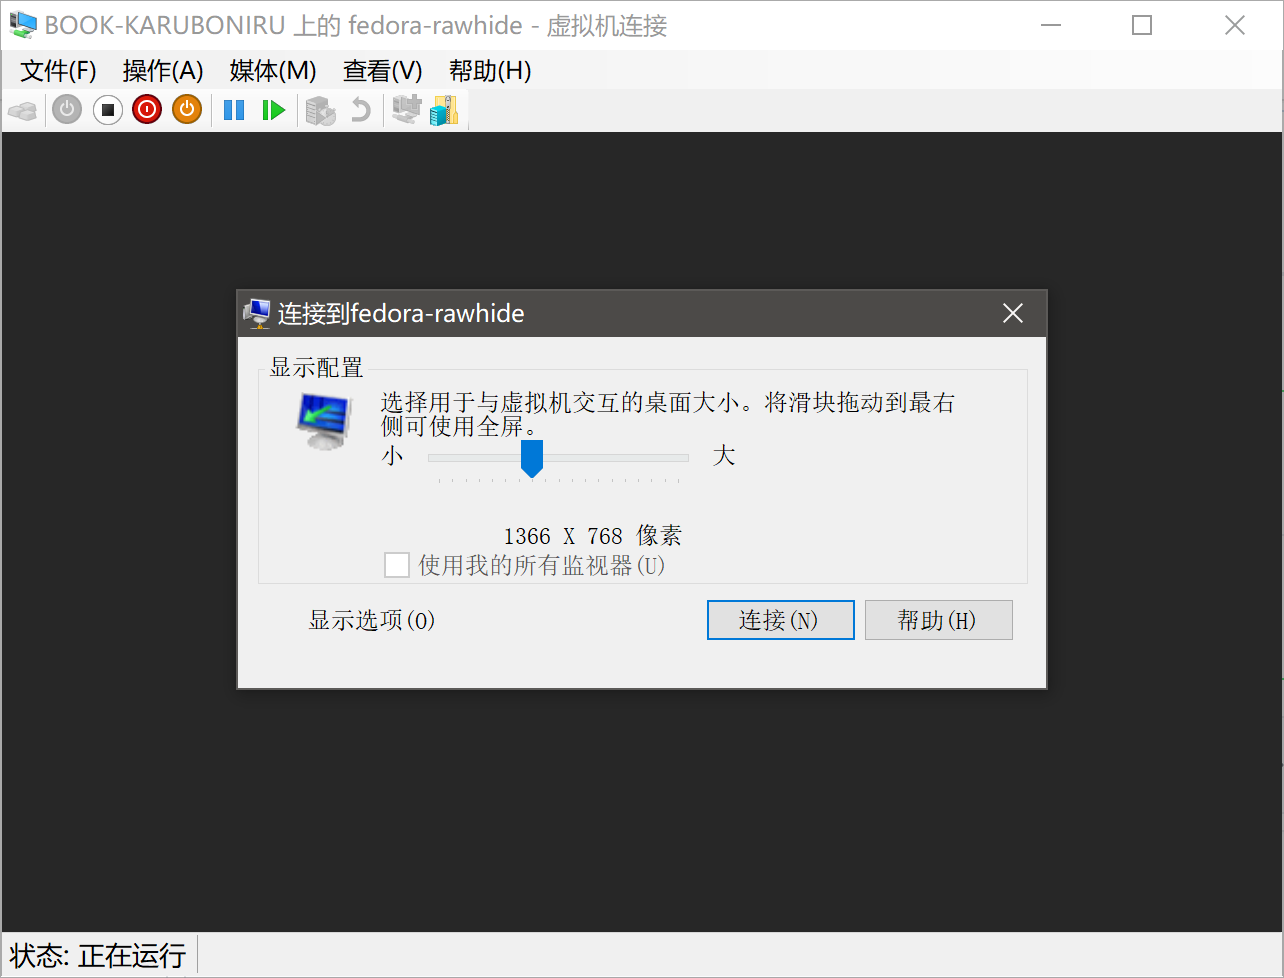 BOOK-KARUBONIRU 上的 fedora-rawhide - 虚拟机连接
文件(F) 操作(A) 媒体(M) 查看(V) 帮助(H)
连接到fedora-rawhide
显示配置
选择用于与虚拟机交互的桌面大小。将滑块拖动到最右
侧可使用全屏。
小 大
1366 X 768 像素
使用我的所有监视器(U)
显示选项(O) 连接(N) 帮助(H)
状态: 正在运行